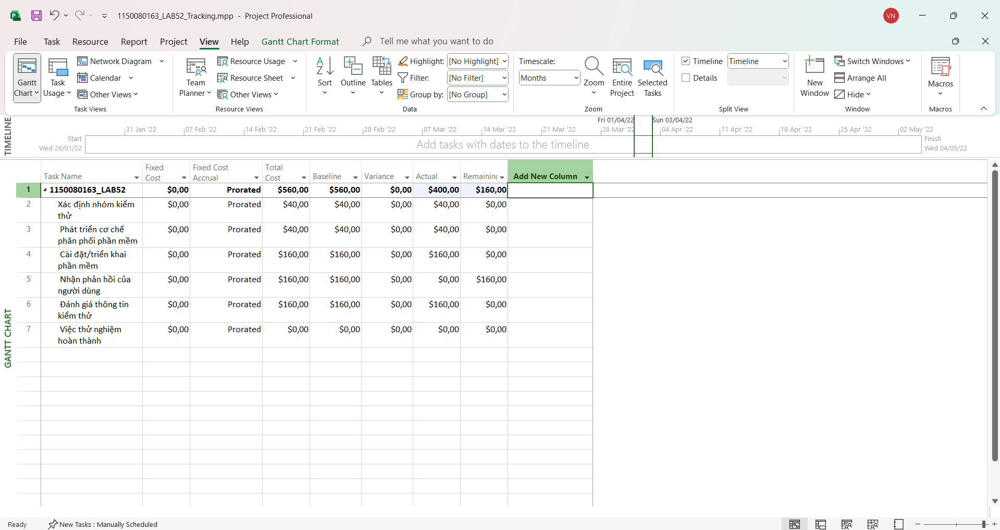 1150080163_LAB52_Tracking.mpp - Project Professional
VN
File Task Resource Report Project View Help Gantt Chart Format Tell me what you want to do
Gantt Chart
Task Usage
Network Diagram
Calendar
Other Views
Task Views
Team Planner
Resource Usage
Resource Sheet
Other Views
Resource Views
Sort
Outline
Tables
Highlight: [No Highlight]
Filter: [No Filter]
Group by: [No Group]
Data
Timescale:
Months
Zoom
Entire Project
Selected Tasks
Zoom
Timeline Timeline
Details
Split View
New Window
Switch Windows
Arrange All
Hide
Window
Macros
Macros
TIMELINE
Fri 01/04/22 Sun 03/04/22
31 Jan '22 07 Feb '22 14 Feb '22 21 Feb '22 28 Feb '22 07 Mar '22 14 Mar '22 21 Mar '22 28 Mar '22 04 Apr '22 11 Apr '22 18 Apr '22 25 Apr '22 02 May '22
Start
Wed 26/01/22
Add tasks with dates to the timeline
Finish
Wed 04/05/22
GANTT CHART
Task Name Fixed Cost Fixed Cost Accrual Total Cost Baseline Variance Actual Remaining Add New Column
1 1150080163_LAB52 $0,00 Prorated $560,00 $560,00 $0,00 $400,00 $160,00
2 Xác định nhóm kiểm $0,00 Prorated $40,00 $40,00 $0,00 $40,00 $0,00
thử
3 Phát triển cơ chế $0,00 Prorated $40,00 $40,00 $0,00 $40,00 $0,00
phân phối phần mềm
4 Cài đặt/triển khai $0,00 Prorated $160,00 $160,00 $0,00 $160,00 $0,00
phần mềm
5 Nhận phản hồi của $0,00 Prorated $160,00 $160,00 $0,00 $0,00 $160,00
người dùng
6 Đánh giá thông tin $0,00 Prorated $160,00 $160,00 $0,00 $160,00 $0,00
kiểm thử
7 Việc thử nghiệm $0,00 Prorated $0,00 $0,00 $0,00 $0,00 $0,00
hoàn thành
Ready New Tasks : Manually Scheduled